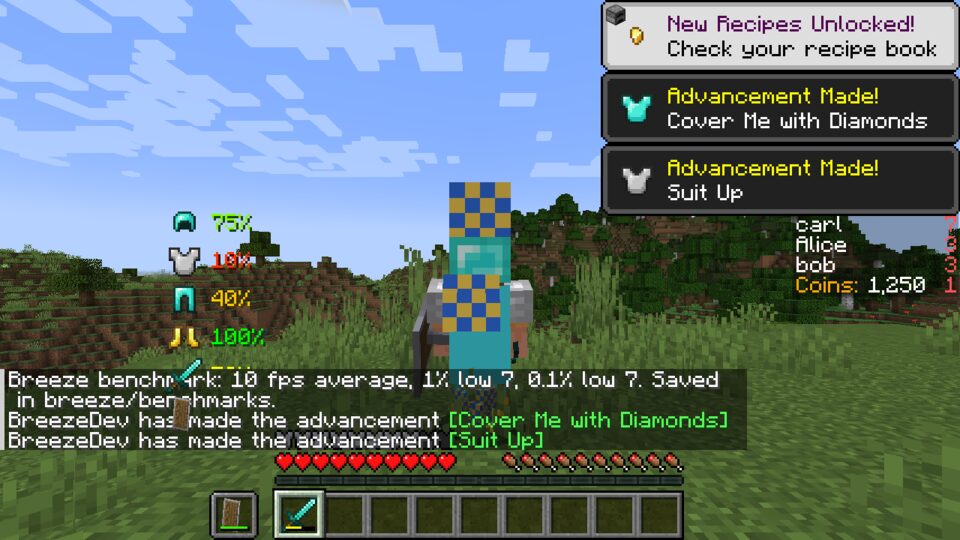 New Recipes Unlocked!
Check your recipe book
Advancement Made!
Cover Me with Diamonds
Advancement Made!
Suit Up
75%
10%
40%
100%
carl
Alice
bob 3
Coins: 1,250 1
Breeze benchmark: 10 fps average, 1% low 7, 0.1% low 7. Saved
in breeze/benchmarks.
BreezeDev has made the advancement [Cover Me with Diamonds]
BreezeDev has made the advancement [Suit Up]